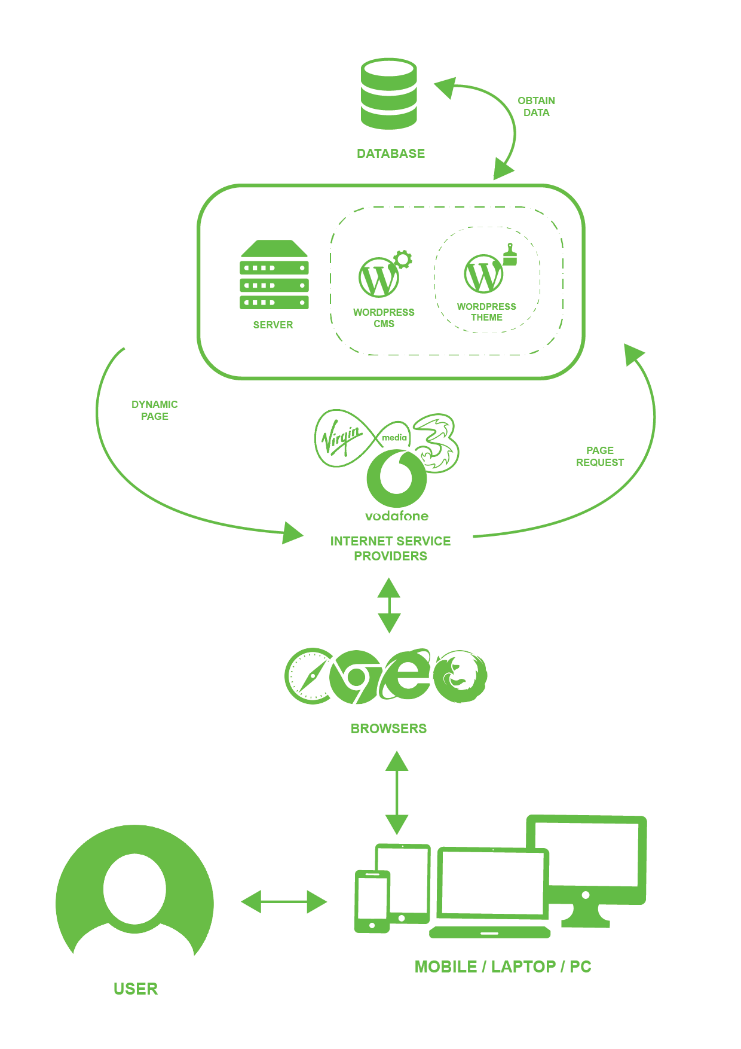 OBTAIN
DATA
DATABASE
SERVER
WORDPRESS
CMS
WORDPRESS
THEME
DYNAMIC
PAGE
Virgin
media
3
vodafone
PAGE
REQUEST
INTERNET SERVICE
PROVIDERS
BROWSERS
USER
MOBILE / LAPTOP / PC